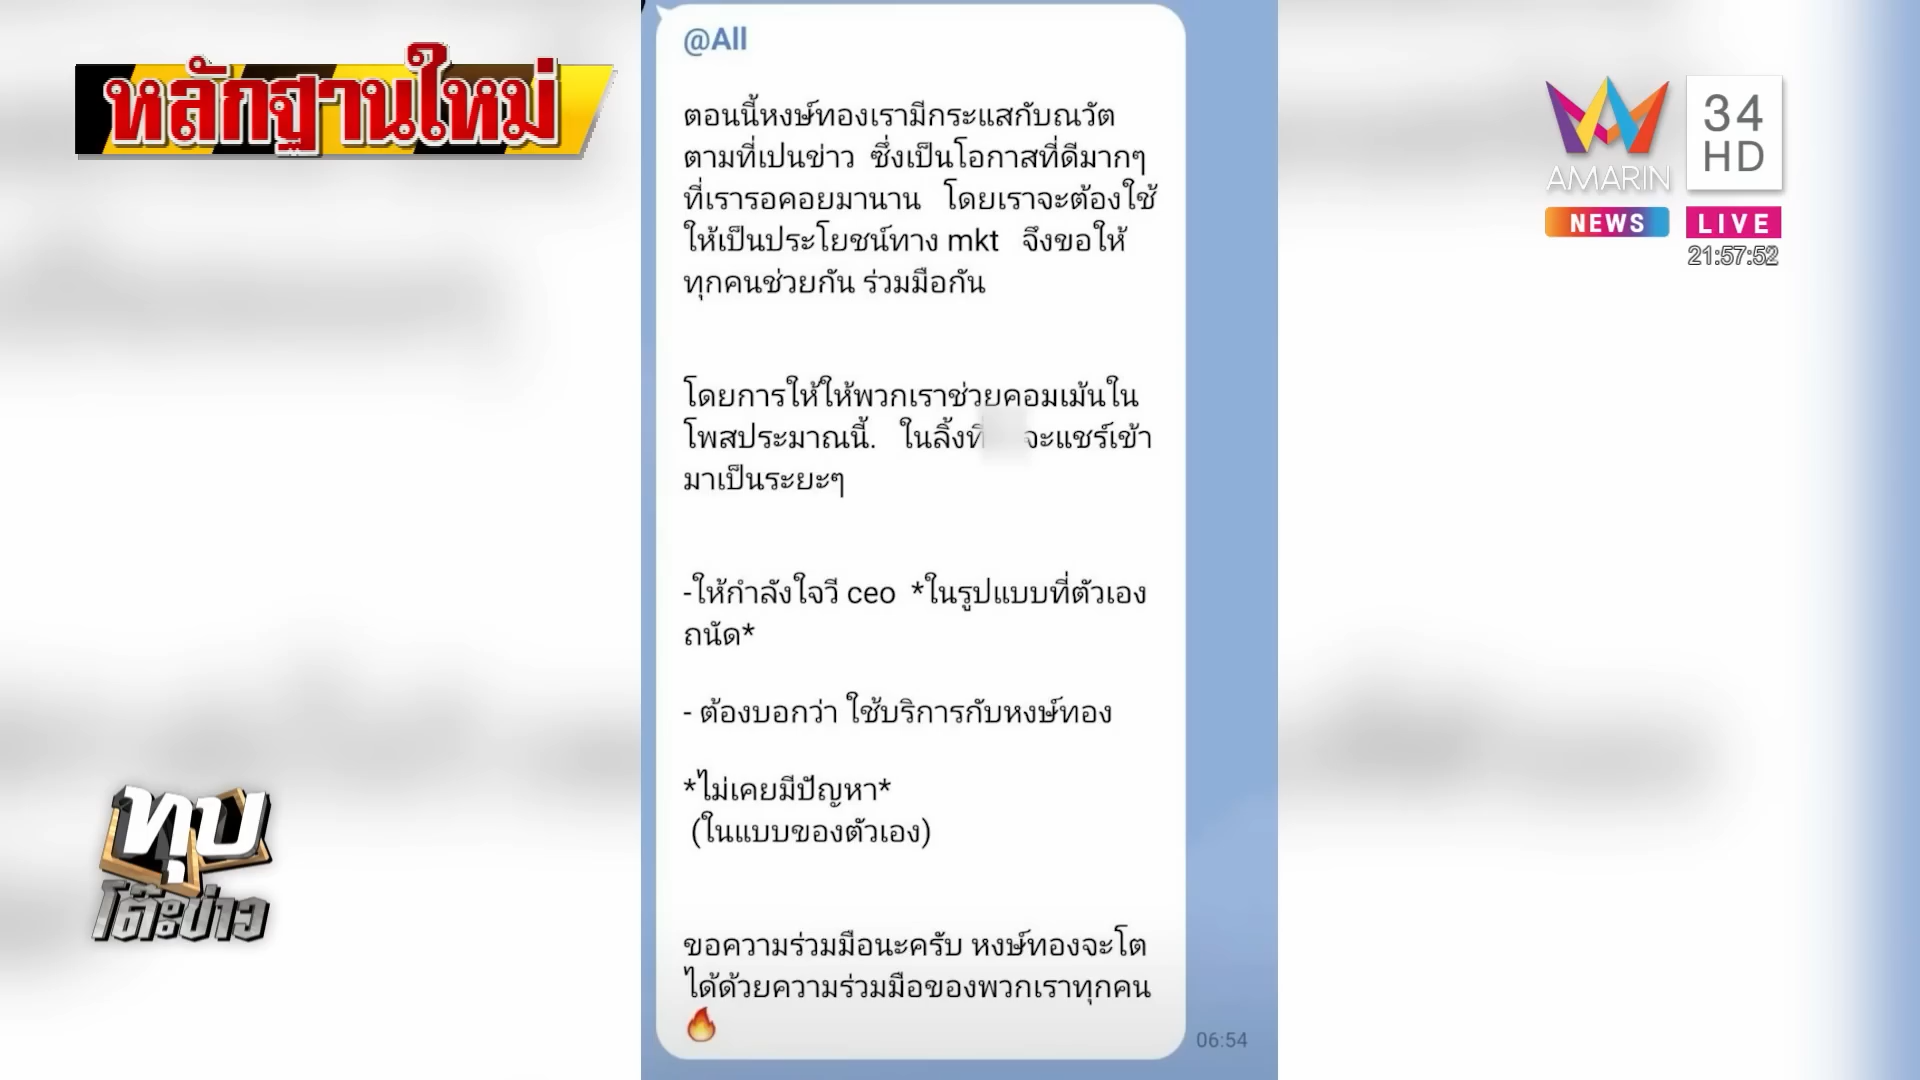 หลักฐานใหม่
@All
ตอนนี้หงษ์ทองเรามีกระแสกับณวัต
ตามที่เปนข่าว ซึ่งเป็นโอกาสที่ดีมากๆ
ที่เรารอคอยมานาน โดยเราจะต้องใช้
ให้เป็นประโยชน์ทาง mkt จึงขอให้
ทุกคนช่วยกัน ร่วมมือกัน
โดยการให้ให้พวกเราช่วยคอมเม้นใน
โพสประมาณนี้. ในลิ้งที่ จะแชร์เข้า
มาเป็นระยะๆ
-ให้กำลังใจวี ceo *ในรูปแบบที่ตัวเอง
ถนัด*
- ต้องบอกว่า ใช้บริการกับหงษ์ทอง
*ไม่เคยมีปัญหา*
(ในแบบของตัวเอง)
ขอความร่วมมือนะครับ หงษ์ทองจะโต
ได้ด้วยความร่วมมือของพวกเราทุกคน
🔥
06:54
AMARIN
34
HD
NEWS
LIVE
21:57:52
ทุบ
โต๊ะข่าว